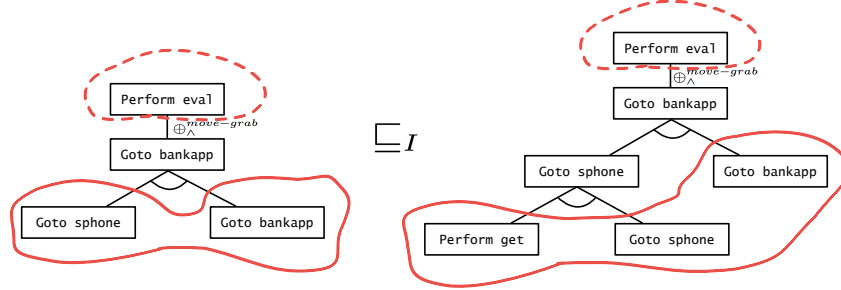 Perform eval
⊕∧move-grab
Goto bankapp
Goto sphone
Goto bankapp
⊑I
Perform eval
⊕∧move-grab
Goto bankapp
Goto sphone
Goto bankapp
Perform get
Goto sphone